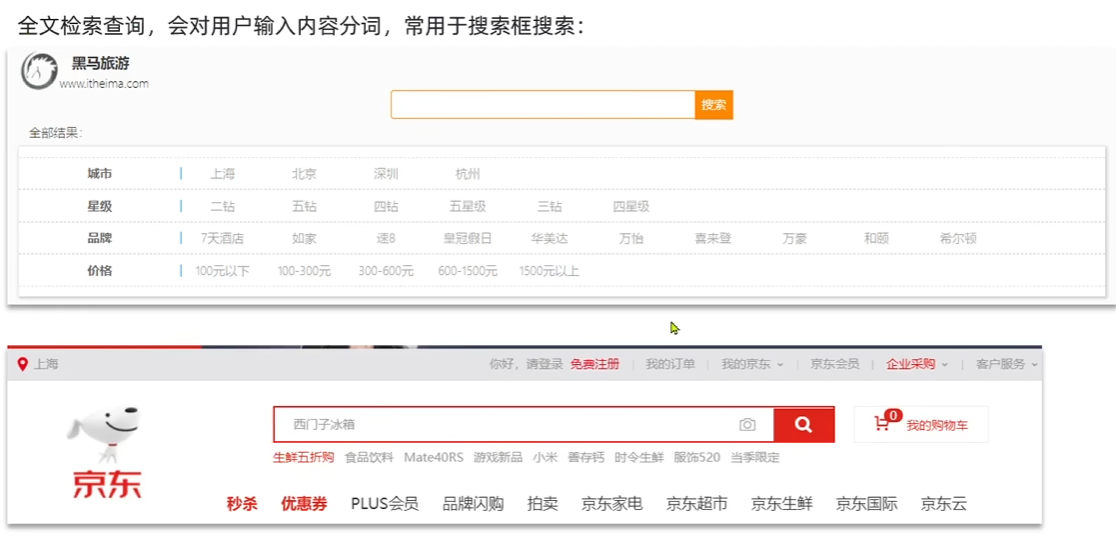 全文检索查询，会对用户输入内容分词，常用于搜索框搜索：
黑马旅游
www.itheima.com
搜索
全部结果：
城市 上海 北京 深圳 杭州
星级 二钻 五钻 四钻 五星级 三钻 四星级
品牌 7天酒店 如家 速8 皇冠假日 华美达 万怡 喜来登 万豪 和颐 希尔顿
价格 100元以下 100-300元 300-600元 600-1500元 1500元以上
上海 你好，请登录 免费注册 我的订单 我的京东 京东会员 企业采购 客户服务
西门子冰箱 0 我的购物车
生鲜五折购 食品饮料 Mate40RS 游戏新品 小米 善存钙 时令生鲜 服饰520 当季限定
京东
秒杀 优惠券 PLUS会员 品牌闪购 拍卖 京东家电 京东超市 京东生鲜 京东国际 京东云